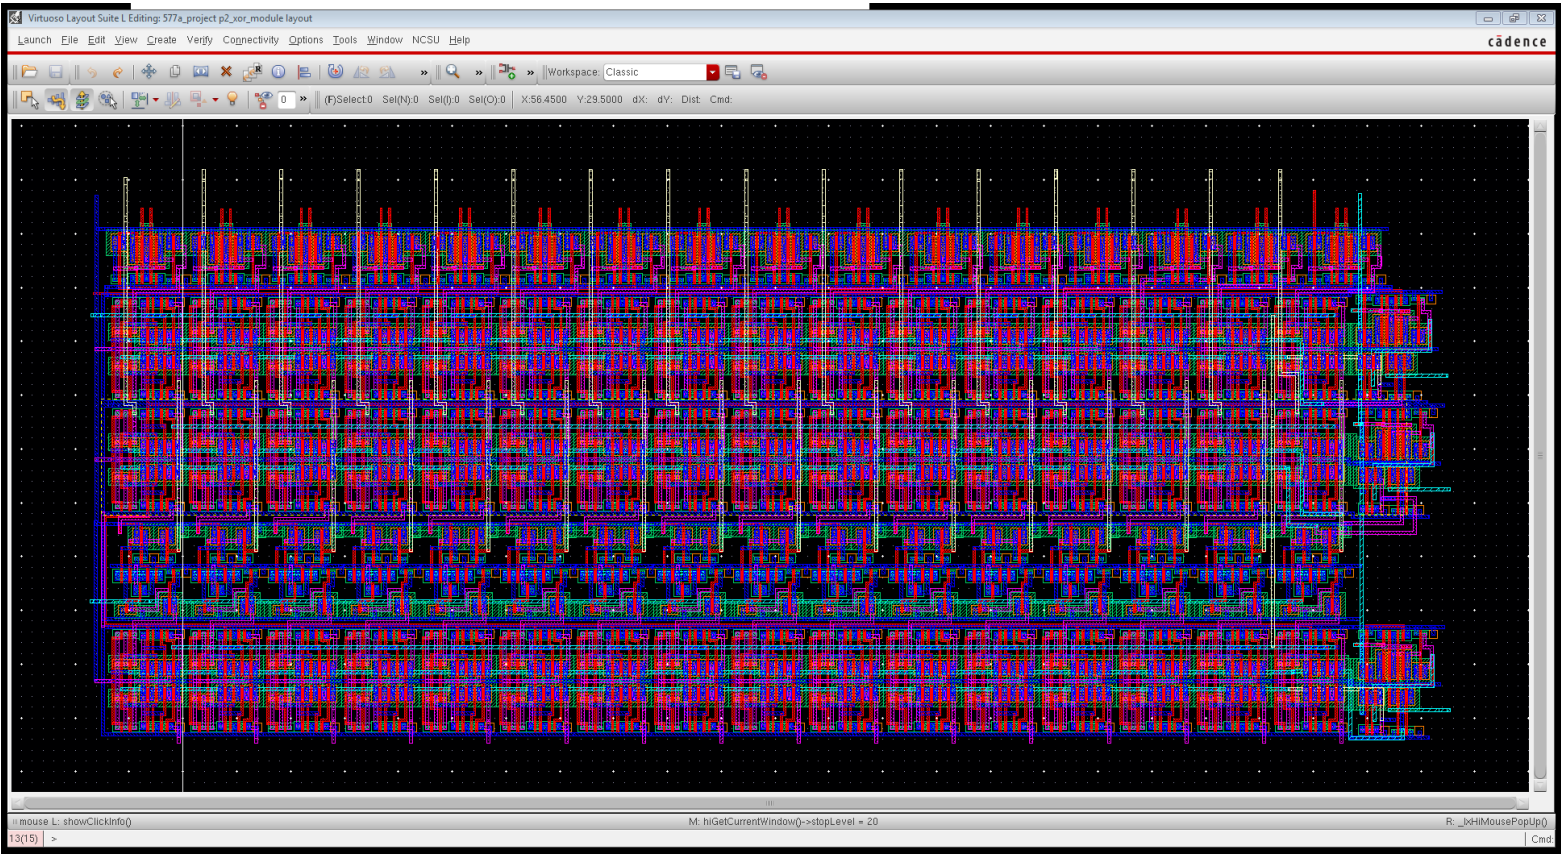 Virtuoso Layout Suite L Editing: 577a_project p2_xor_module layout
Launch File Edit View Create Verify Connectivity Options Tools Window NCSU Help
cādence
» » » Workspace: Classic
0 » (F)Select:0 Sel(N):0 Sel(I):0 Sel(O):0 X:56.4500 Y:29.5000 dX: dY: Dist: Cmd:
mouse L: showClickInfo() M: hiGetCurrentWindow()->stopLevel = 20 R: _lxHiMousePopUp()
13(15) > Cmd: